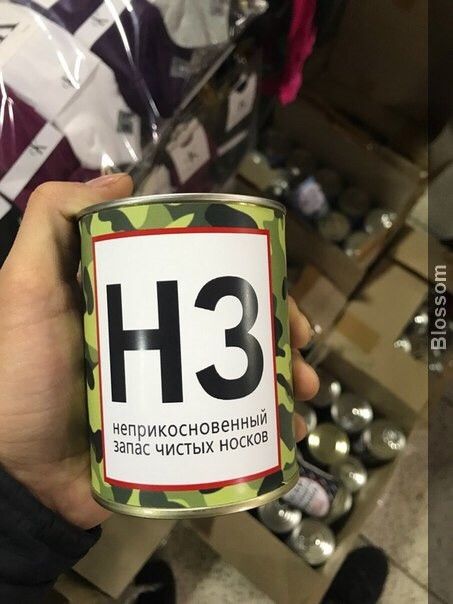 НЗ
неприкосновенный
запас чистых носков
Blossom